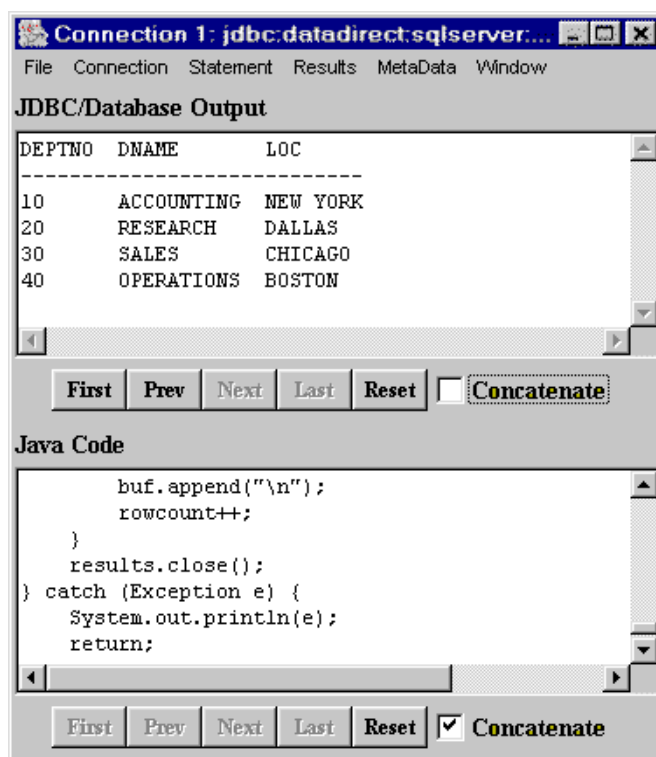 Connection 1: jdbc:datadirect:sqlserver:...
File Connection Statement Results MetaData Window
JDBC/Database Output
DEPTNO DNAME LOC
-----------------------------
10 ACCOUNTING NEW YORK
20 RESEARCH DALLAS
30 SALES CHICAGO
40 OPERATIONS BOSTON
First Prev Next Last Reset Concatenate
Java Code
buf.append("\n");
rowcount++;
}
results.close();
} catch (Exception e) {
System.out.println(e);
return;
First Prev Next Last Reset Concatenate